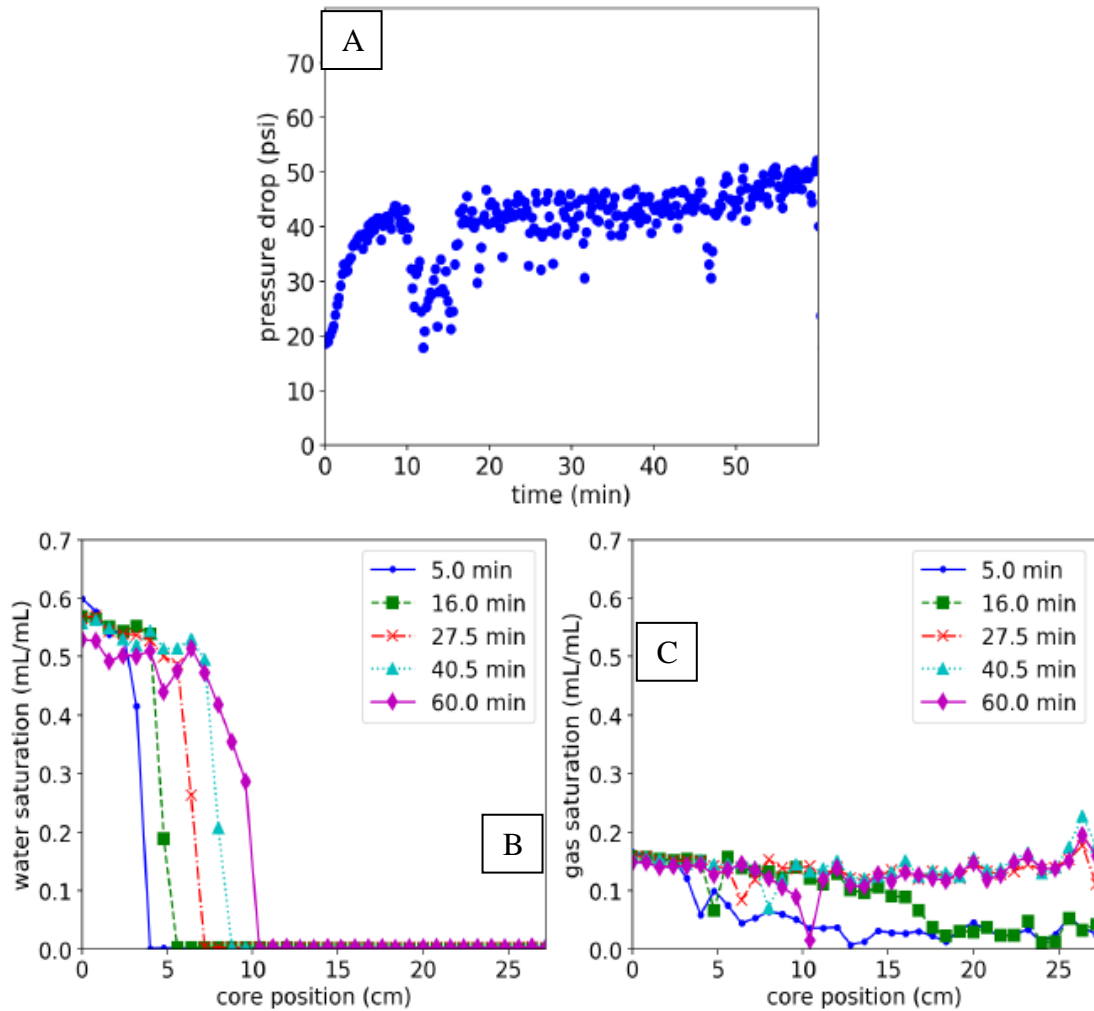 A
pressure drop (psi)
70
60
50
40
30
20
10
0
0 10 20 30 40 50
time (min)
water saturation (mL/mL)
0.7
0.6
0.5
0.4
0.3
0.2
0.1
0.0
0 5 10 15 20 25
core position (cm)
5.0 min
16.0 min
27.5 min
40.5 min
60.0 min
B
gas saturation (mL/mL)
0.7
0.6
0.5
0.4
0.3
0.2
0.1
0.0
0 5 10 15 20 25
core position (cm)
5.0 min
16.0 min
27.5 min
40.5 min
60.0 min
C